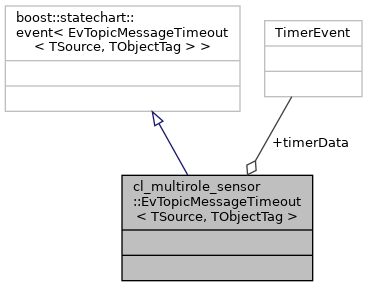 boost::statechart::
event< EvTopicMessageTimeout
< TSource, TObjectTag > >
TimerEvent
+timerData
cl_multirole_sensor
::EvTopicMessageTimeout
< TSource, TObjectTag >